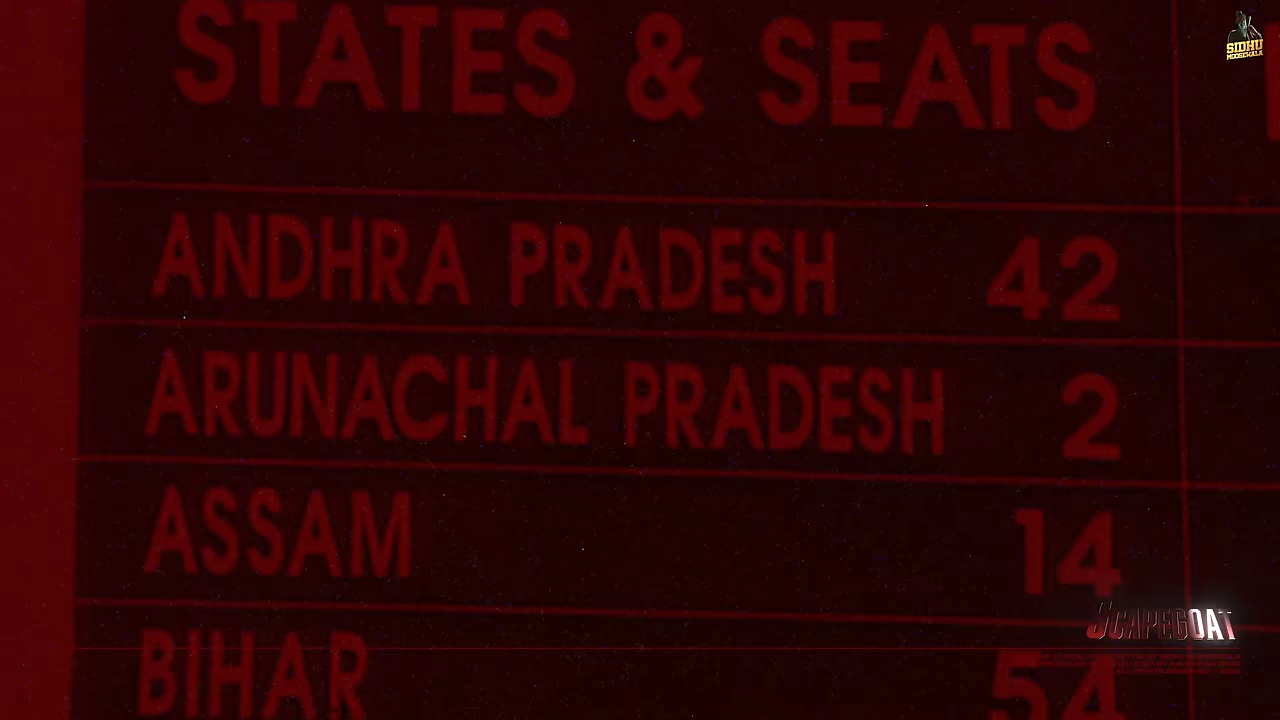 STATES & SEATS
SIDHU
MOOSEWALA
ANDHRA PRADESH 42
ARUNACHAL PRADESH 2
ASSAM 14
BIHAR 54
SCAPEGOAT